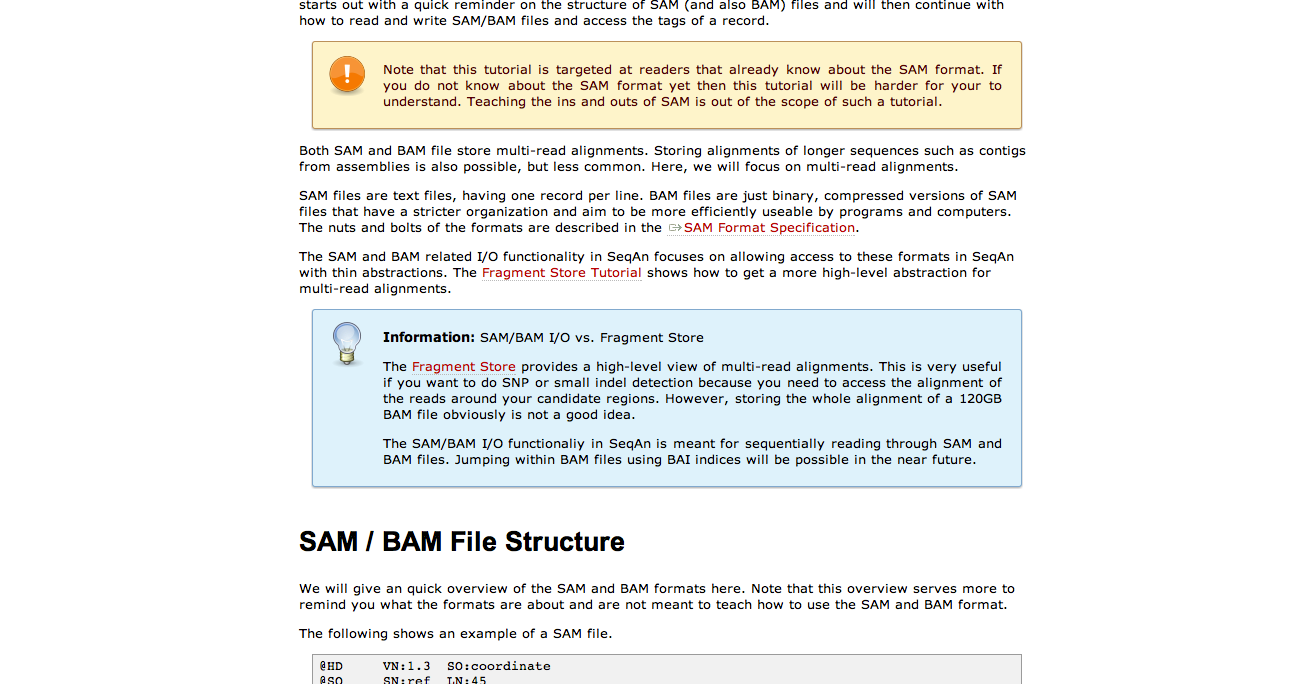 starts out with a quick reminder on the structure of SAM (and also BAM) files and will then continue with
how to read and write SAM/BAM files and access the tags of a record.
Note that this tutorial is targeted at readers that already know about the SAM format. If
you do not know about the SAM format yet then this tutorial will be harder for your to
understand. Teaching the ins and outs of SAM is out of the scope of such a tutorial.
Both SAM and BAM file store multi-read alignments. Storing alignments of longer sequences such as contigs
from assemblies is also possible, but less common. Here, we will focus on multi-read alignments.
SAM files are text files, having one record per line. BAM files are just binary, compressed versions of SAM
files that have a stricter organization and aim to be more efficiently useable by programs and computers.
The nuts and bolts of the formats are described in the SAM Format Specification.
The SAM and BAM related I/O functionality in SeqAn focuses on allowing access to these formats in SeqAn
with thin abstractions. The Fragment Store Tutorial shows how to get a more high-level abstraction for
multi-read alignments.
Information: SAM/BAM I/O vs. Fragment Store
The Fragment Store provides a high-level view of multi-read alignments. This is very useful
if you want to do SNP or small indel detection because you need to access the alignment of
the reads around your candidate regions. However, storing the whole alignment of a 120GB
BAM file obviously is not a good idea.
The SAM/BAM I/O functionaliy in SeqAn is meant for sequentially reading through SAM and
BAM files. Jumping within BAM files using BAI indices will be possible in the near future.
SAM / BAM File Structure
We will give an quick overview of the SAM and BAM formats here. Note that this overview serves more to
remind you what the formats are about and are not meant to teach how to use the SAM and BAM format.
The following shows an example of a SAM file.
@HD VN:1.3 SO:coordinate
@SQ SN:ref LN:45